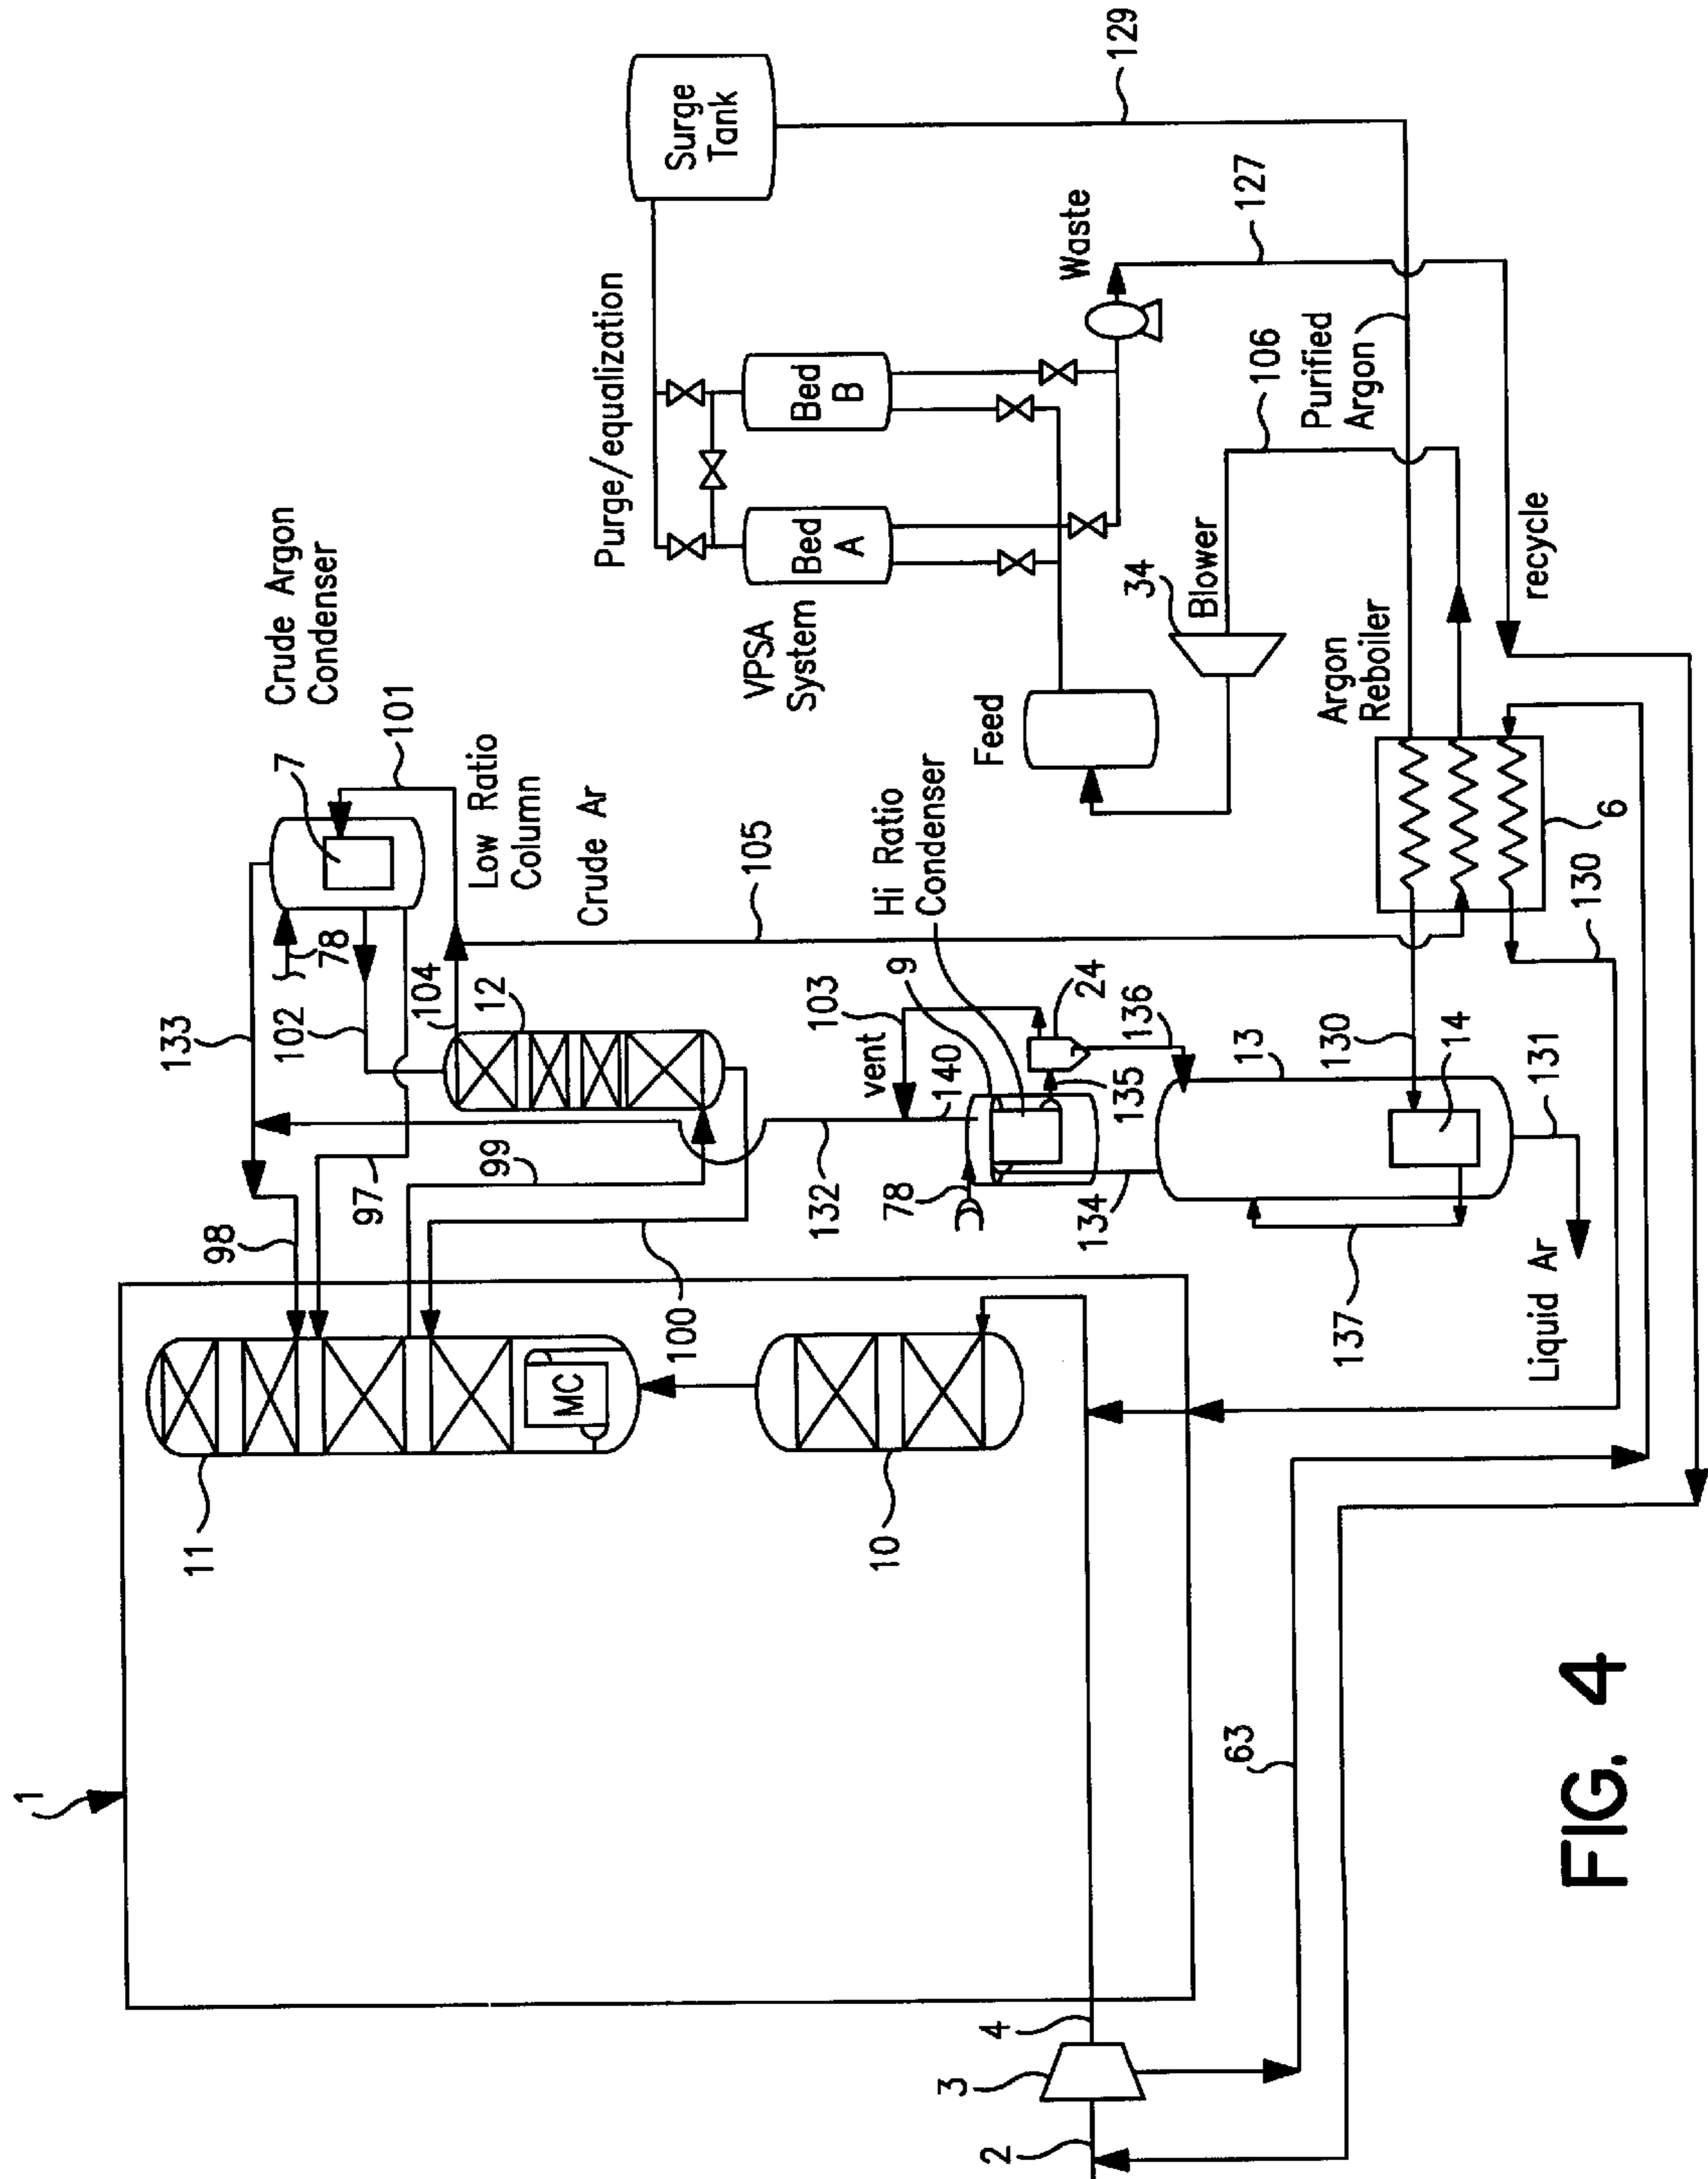 1
11
10
MC
98
97
99
100
133
102
78
104
12
101
7
Crude Argon
Condenser
Low Ratio
Column
Crude Ar
105
132
vent
103
140
9
Hi Ratio
Condenser
24
78
134
135
136
13
130
14
131
137
Liquid Ar
Purge/equalization
VPSA
System
Bed
A
Bed
B
Surge
Tank
129
Waste
127
Feed
34
Blower
106
Purified
Argon
Argon
Reboiler
6
130
recycle
2
3
4
63
FIG. 4